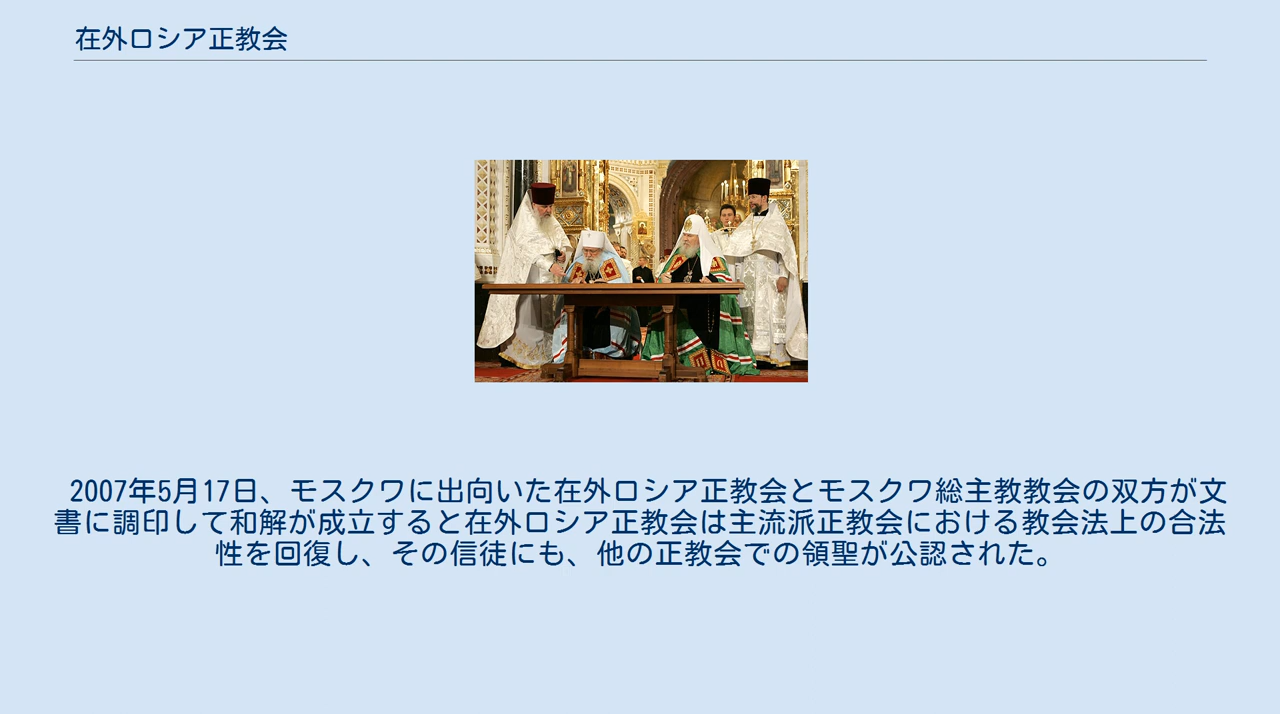 在外ロシア正教会
2007年5月17日、モスクワに出向いた在外ロシア正教会とモスクワ総主教教会の双方が文
書に調印して和解が成立すると在外ロシア正教会は主流派正教会における教会法上の合法
性を回復し、その信徒にも、他の正教会での領聖が公認された。